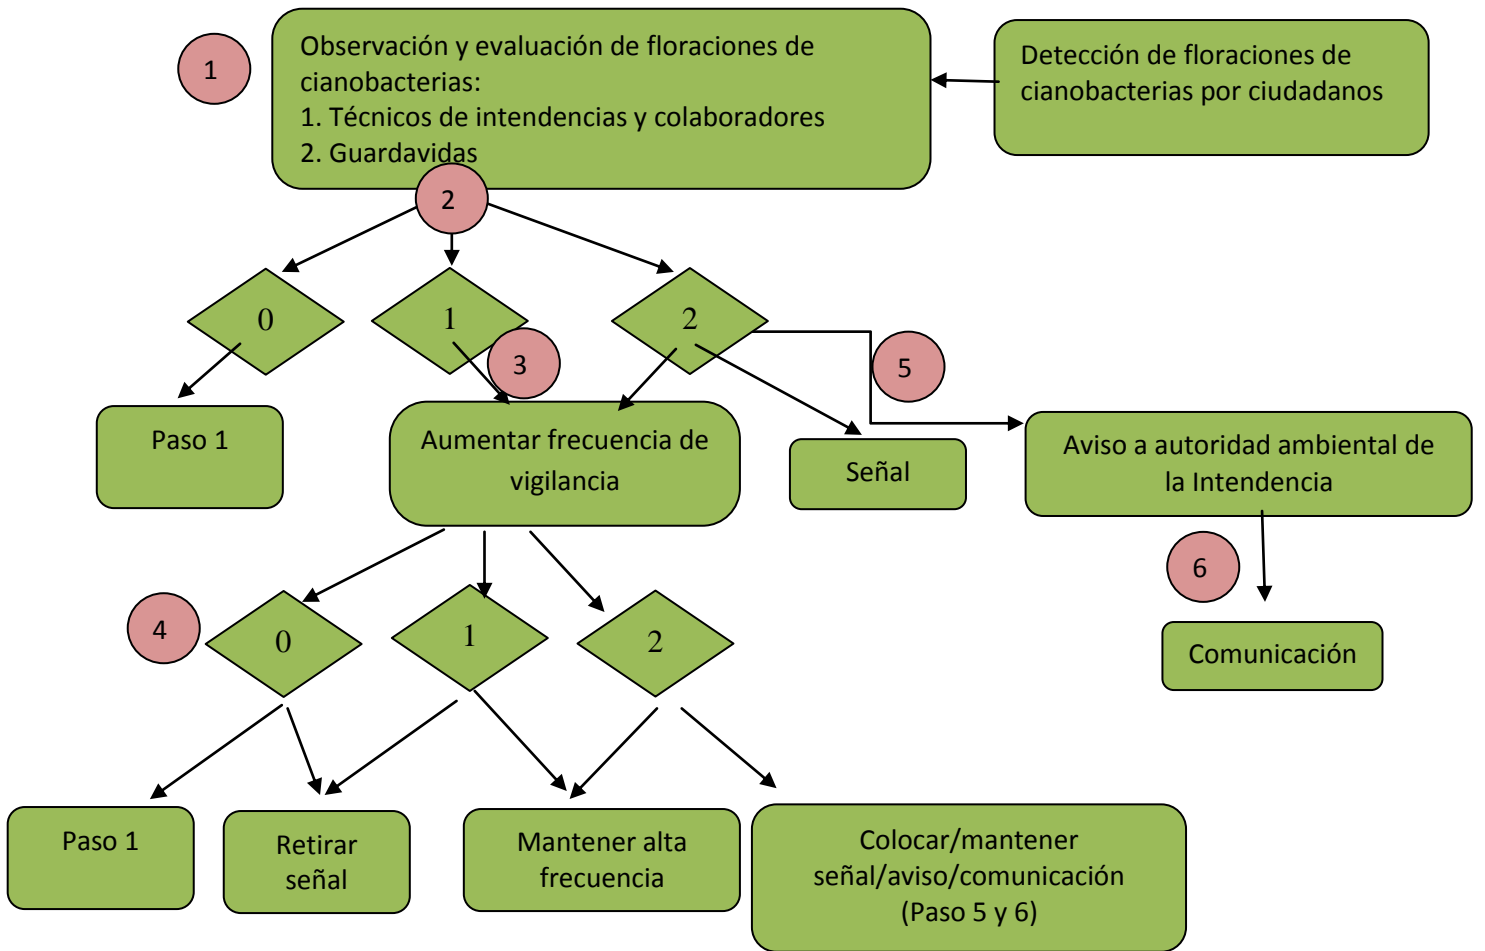 1
Observación y evaluación de floraciones de
cianobacterias:
1. Técnicos de intendencias y colaboradores
2. Guardavidas
Detección de floraciones de
cianobacterias por ciudadanos
2
0
1
2
3
5
Paso 1
Aumentar frecuencia de
vigilancia
Señal
Aviso a autoridad ambiental de
la Intendencia
6
4
0
1
2
Comunicación
Paso 1
Retirar
señal
Mantener alta
frecuencia
Colocar/mantener
señal/aviso/comunicación
(Paso 5 y 6)